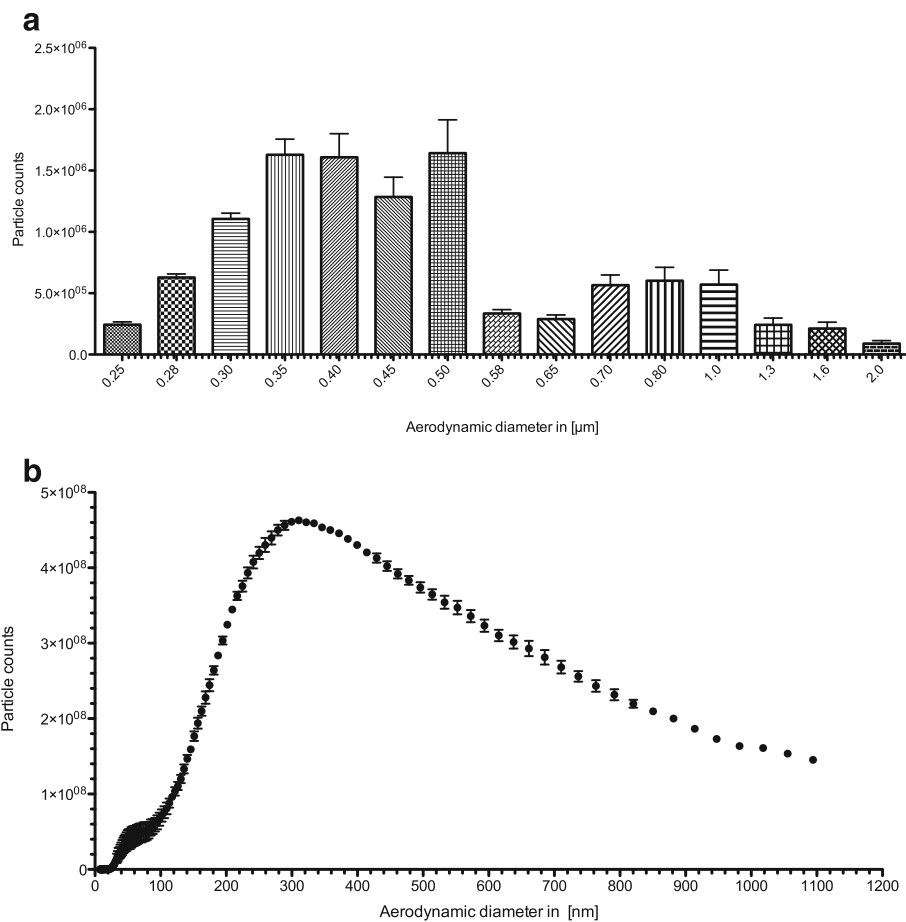 a
2.5×10⁰⁶
2.0×10⁰⁶
1.5×10⁰⁶
1.0×10⁰⁶
5.0×10⁰⁵
0.0
Particle counts
0.25 0.28 0.30 0.35 0.40 0.45 0.50 0.58 0.65 0.70 0.80 1.0 1.3 1.6 2.0
Aerodynamic diameter in [µm]
b
5×10⁰⁸
4×10⁰⁸
3×10⁰⁸
2×10⁰⁸
1×10⁰⁸
0
Particle counts
0 100 200 300 400 500 600 700 800 900 1000 1100 1200
Aerodynamic diameter in [nm]